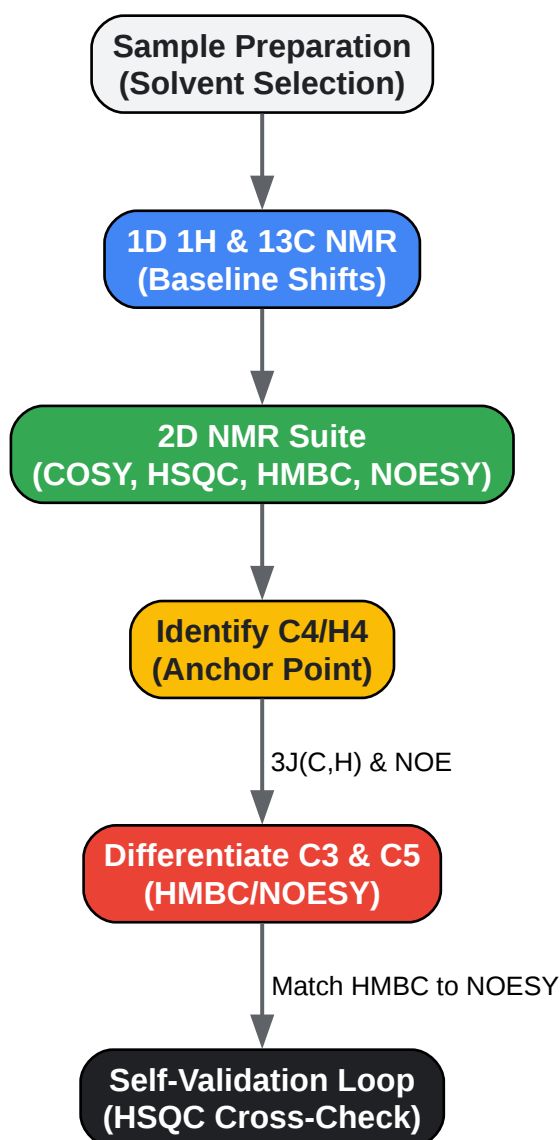 Sample Preparation
(Solvent Selection)
1D 1H & 13C NMR
(Baseline Shifts)
2D NMR Suite
(COSY, HSQC, HMBC, NOESY)
Identify C4/H4
(Anchor Point)
3J(C,H) & NOE
Differentiate C3 & C5
(HMBC/NOESY)
Match HMBC to NOESY
Self-Validation Loop
(HSQC Cross-Check)